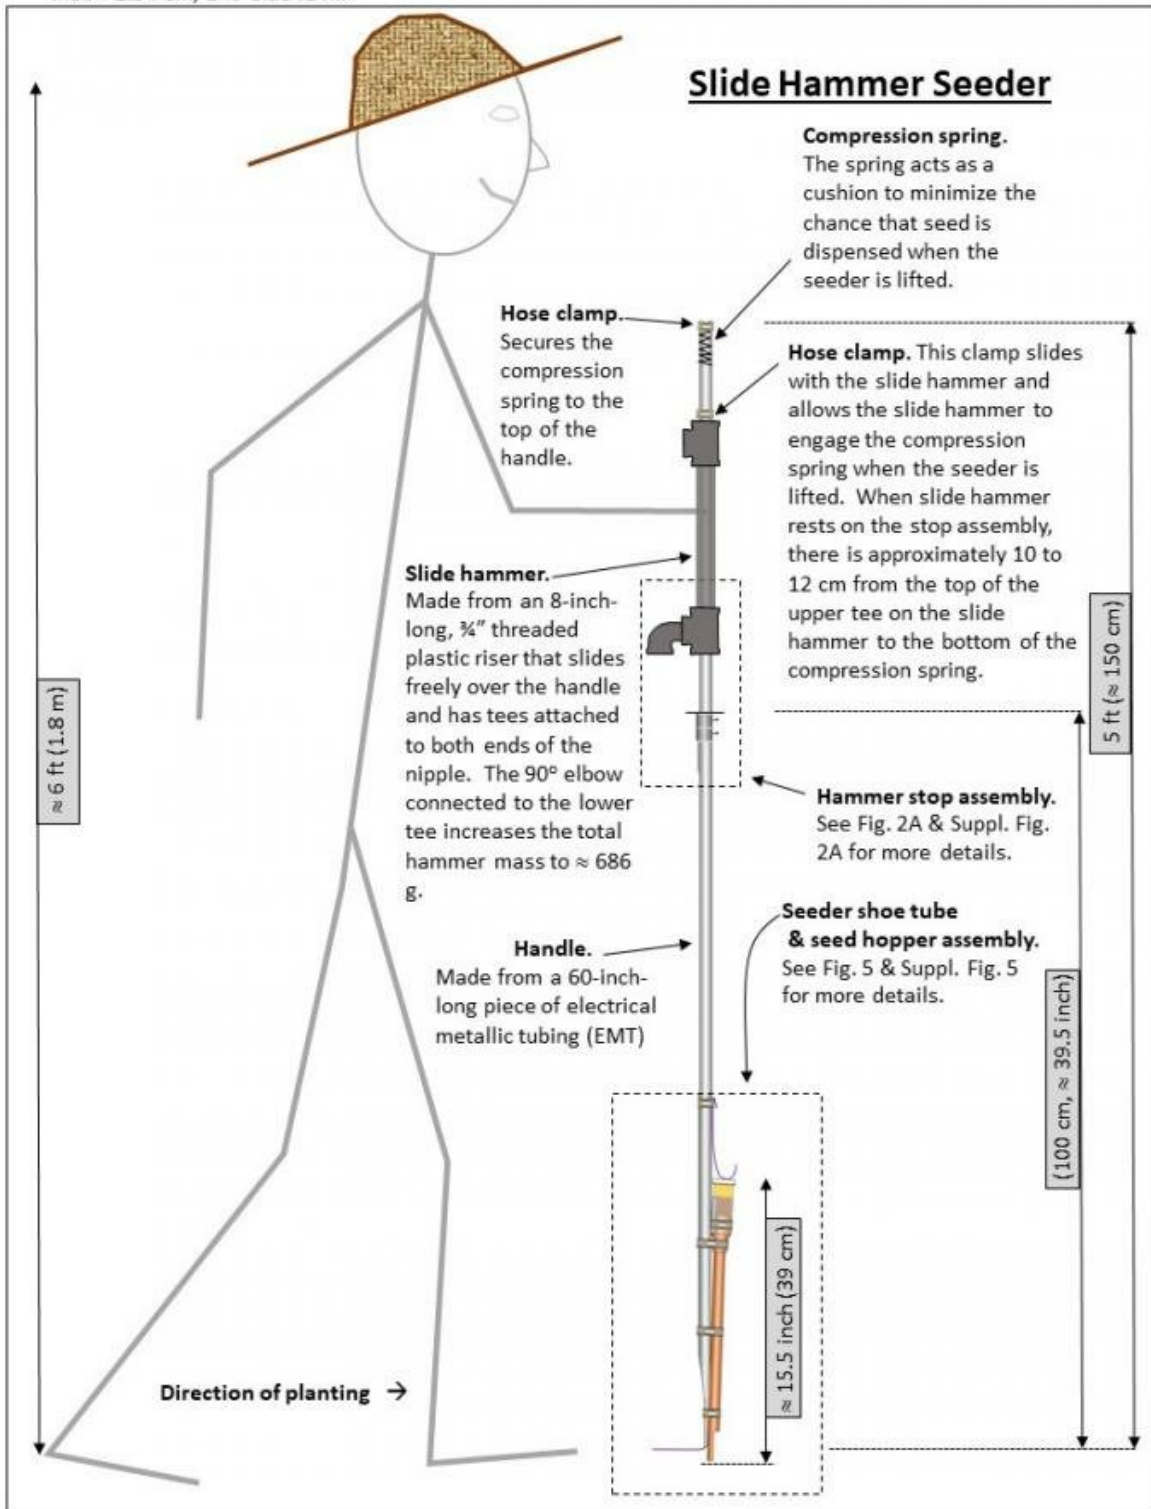 Slide Hammer Seeder
Compression spring.
The spring acts as a
cushion to minimize the
chance that seed is
dispensed when the
seeder is lifted.
Hose clamp.
Secures the
compression
spring to the
top of the
handle.
Hose clamp. This clamp slides
with the slide hammer and
allows the slide hammer to
engage the compression
spring when the seeder is
lifted. When slide hammer
rests on the stop assembly,
there is approximately 10 to
12 cm from the top of the
upper tee on the slide
hammer to the bottom of the
compression spring.
Slide hammer.
Made from an 8-inch-
long, ¾” threaded
plastic riser that slides
freely over the handle
and has tees attached
to both ends of the
nipple. The 90° elbow
connected to the lower
tee increases the total
hammer mass to ≈ 686
g.
≈ 6 ft (1.8 m)
5 ft (≈ 150 cm)
Hammer stop assembly.
See Fig. 2A & Suppl. Fig.
2A for more details.
Seeder shoe tube
& seed hopper assembly.
See Fig. 5 & Suppl. Fig. 5
for more details.
Handle.
Made from a 60-inch-
long piece of electrical
metallic tubing (EMT)
(100 cm, ≈ 39.5 inch)
≈ 15.5 inch (39 cm)
Direction of planting →